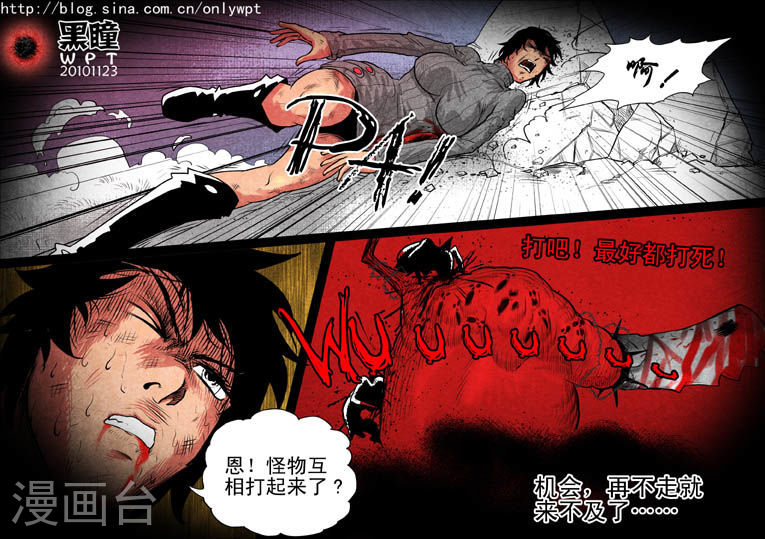 http://blog.sina.com.cn/onlywpt
黑瞳
WPT
20101123
啊！
PA!
打吧！最好都打死！
WUUUUUUU
恩！怪物互
相打起来了？
机会，再不走就
来不及了……
漫画台